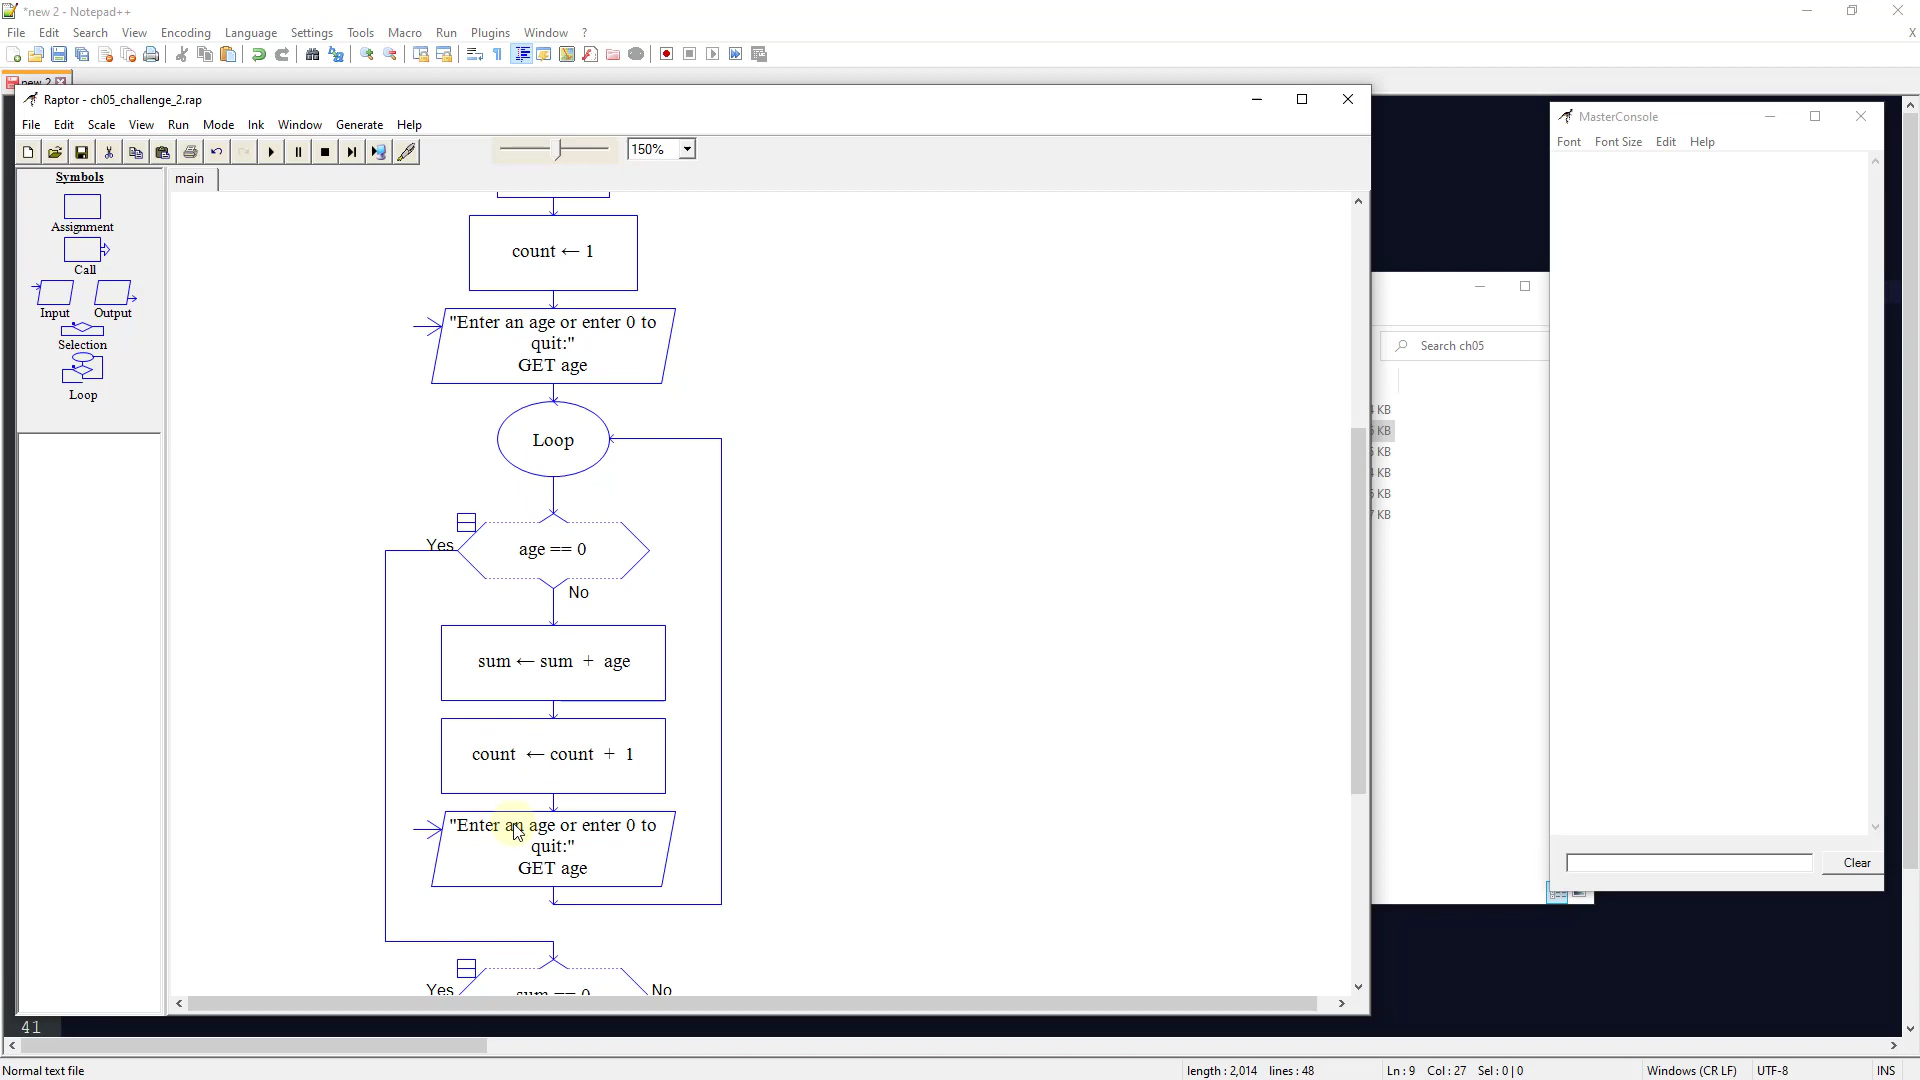 *new 2 - Notepad++
File Edit Search View Encoding Language Settings Tools Macro Run Plugins Window ?
X
new 2
Raptor - ch05_challenge_2.rap
File Edit Scale View Run Mode Ink Window Generate Help
150%
Symbols
Assignment
Call
Input Output
Selection
Loop
main
count ← 1
"Enter an age or enter 0 to
quit:"
GET age
Loop
Yes
age == 0
No
sum ← sum + age
count ← count + 1
"Enter an age or enter 0 to
quit:"
GET age
Yes
sum == 0
No
Search ch05
KB
KB
KB
KB
KB
KB
MasterConsole
Font Font Size Edit Help
Clear
41
Normal text file
length : 2,014 lines : 48
Ln : 9 Col : 27 Sel : 0 | 0
Windows (CR LF)
UTF-8
INS